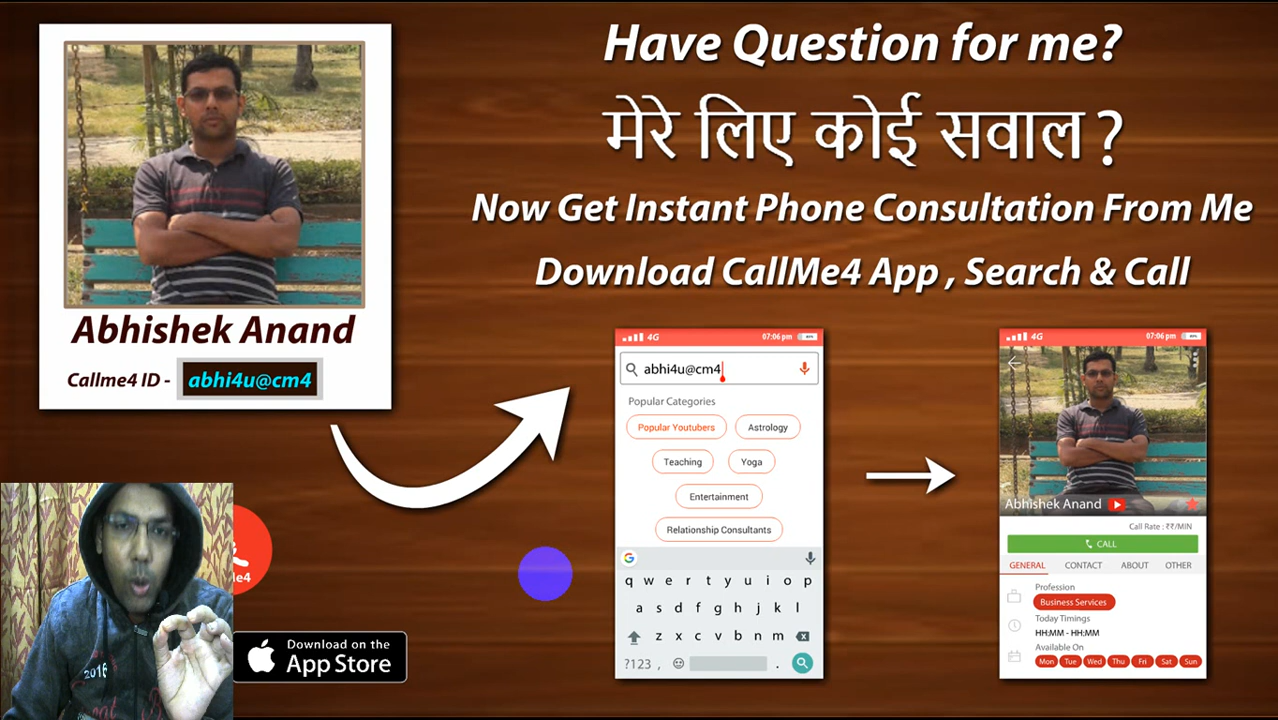 Have Question for me?
मेरे लिए कोई सवाल?
Now Get Instant Phone Consultation From Me
Download CallMe4 App , Search & Call
Abhishek Anand
Callme4 ID - abhi4u@cm4
4G 07:06 pm
abhi4u@cm4
Popular Categories
Popular Youtubers Astrology
Teaching Yoga
Entertainment
Relationship Consultants
q w e r t y u i o p
a s d f g h j k l
z x c v b n m
?123 , .
4G 07:06 pm
Abhishek Anand
Call Rate : ₹₹/MIN
CALL
GENERAL CONTACT ABOUT OTHER
Profession
Business Services
Today Timings
HH:MM - HH:MM
Available On
Mon Tue Wed Thu Fri Sat Sun
Me4
Download on the
App Store
2016